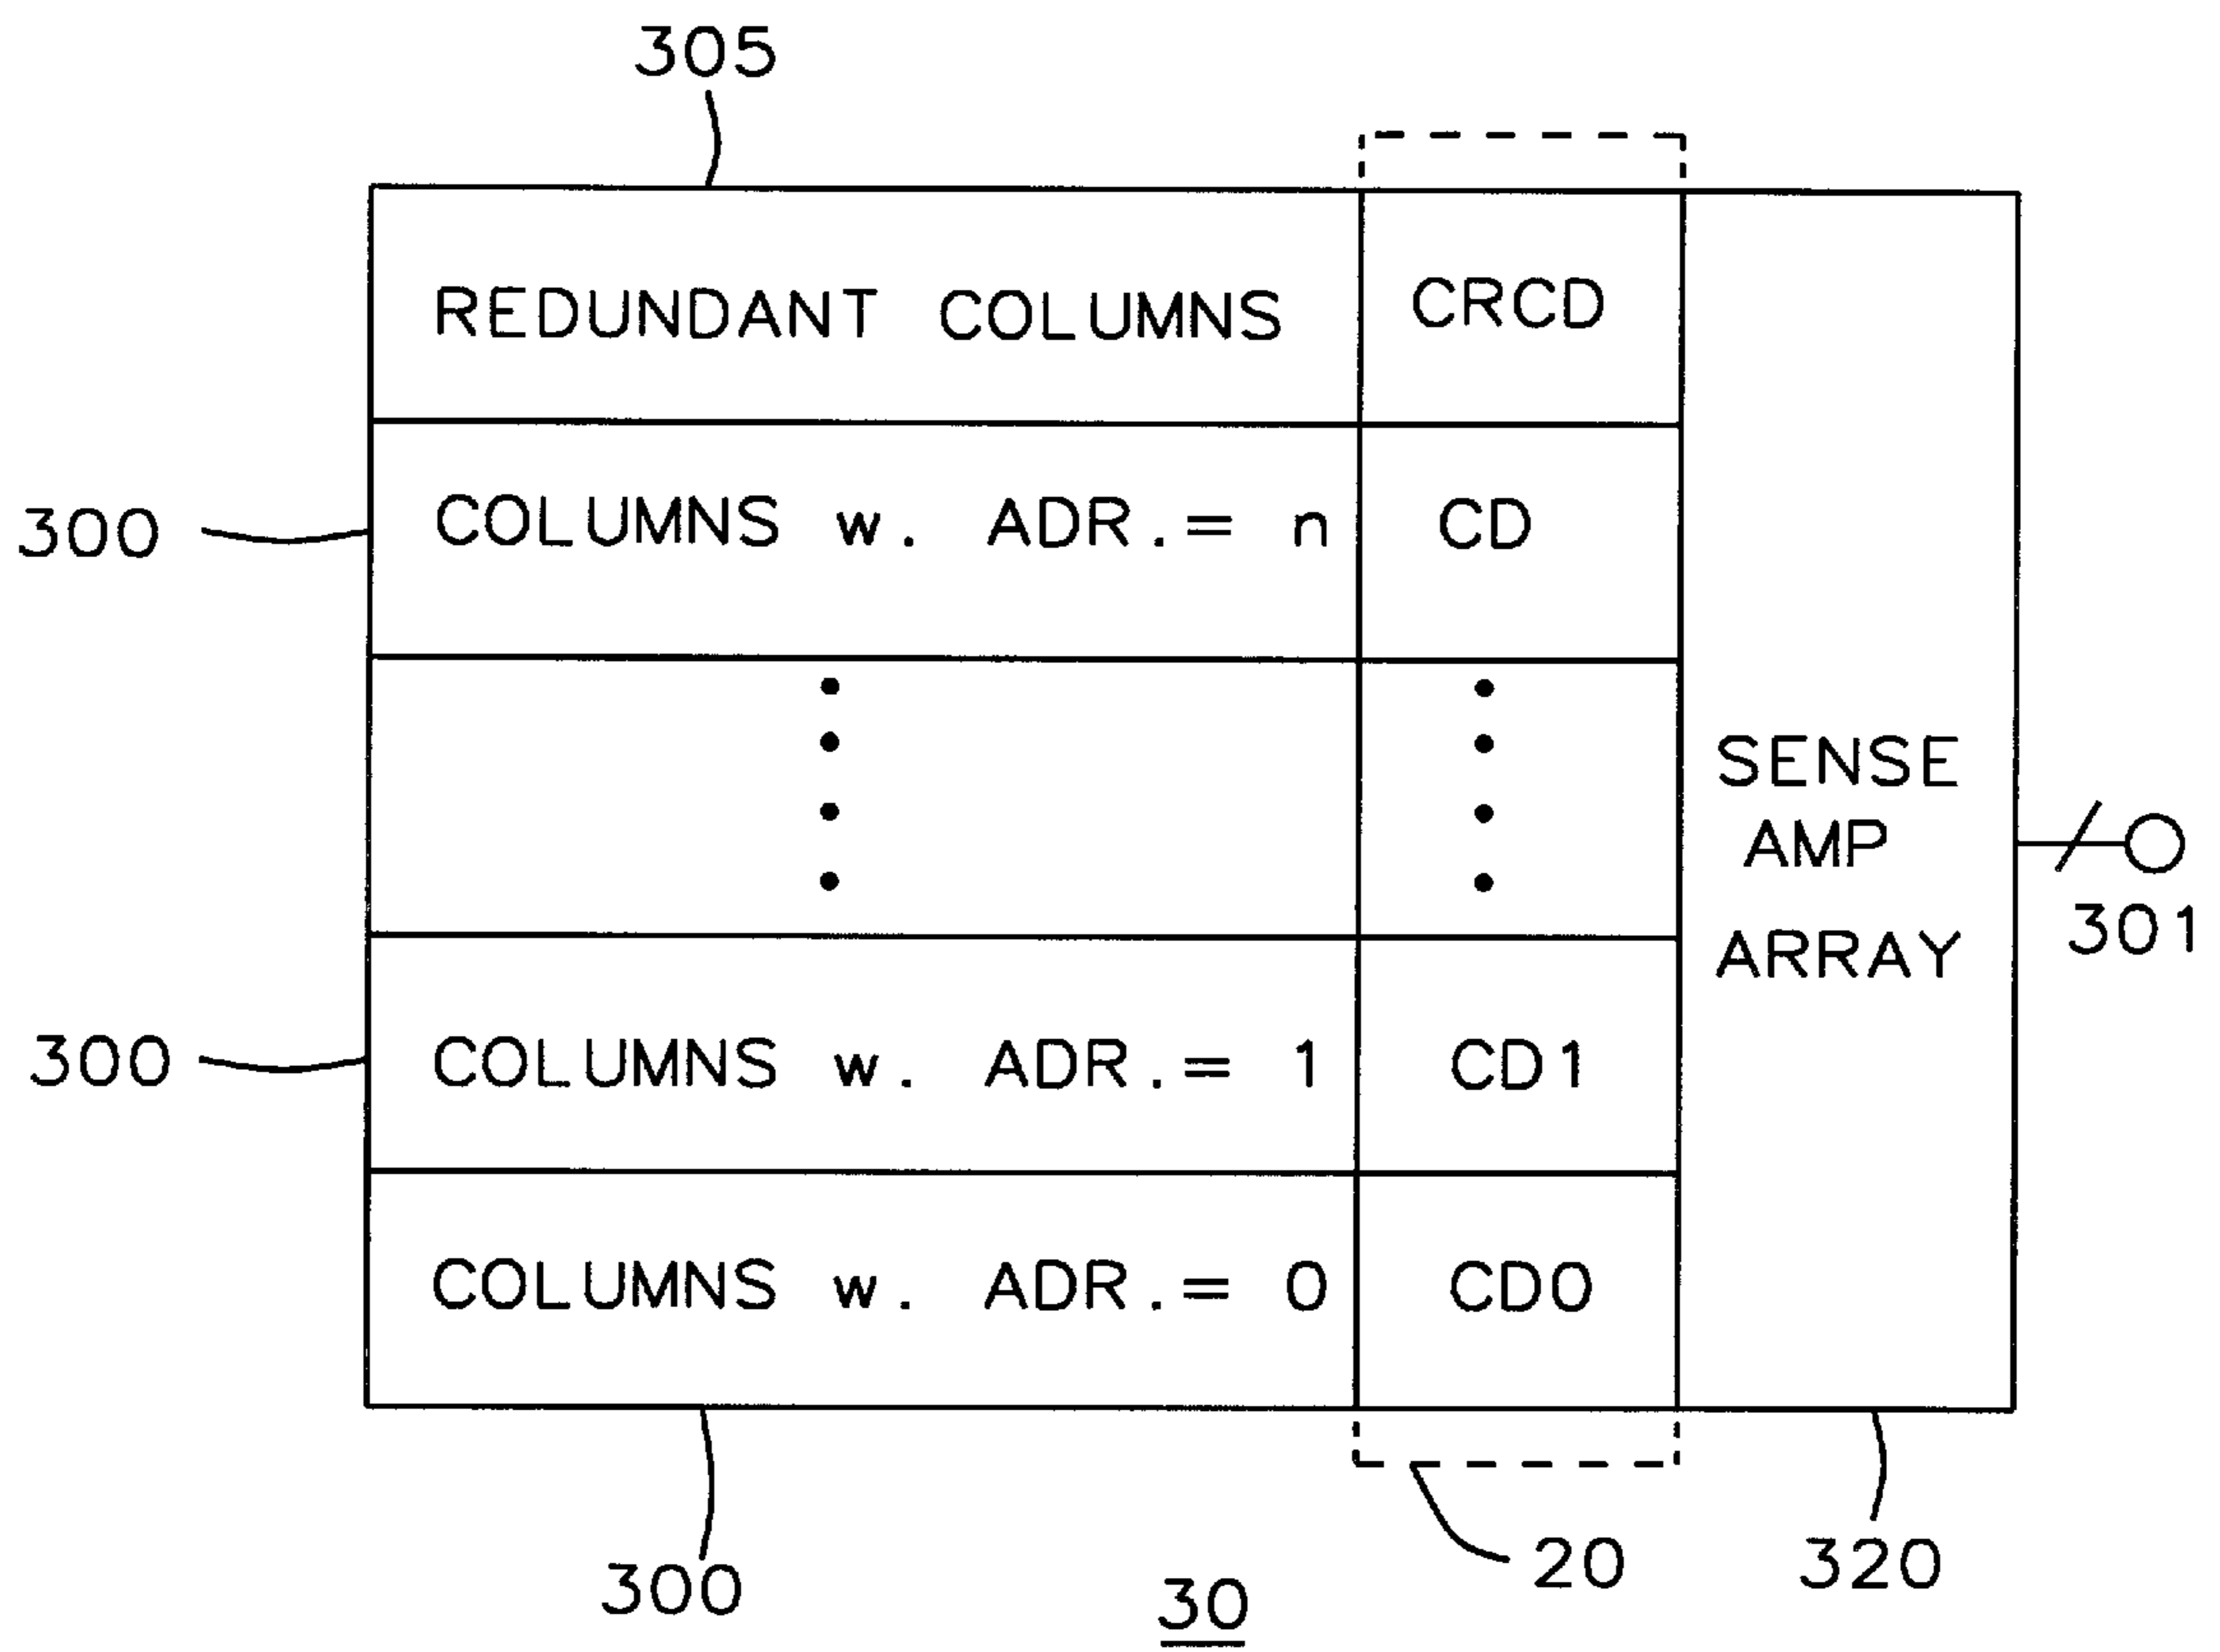 305
REDUNDANT COLUMNS CRCD
300 COLUMNS w. ADR.= n CD
SENSE
AMP
ARRAY
301
300 COLUMNS w. ADR.= 1 CD1
COLUMNS w. ADR.= 0 CD0
300
20
320
30